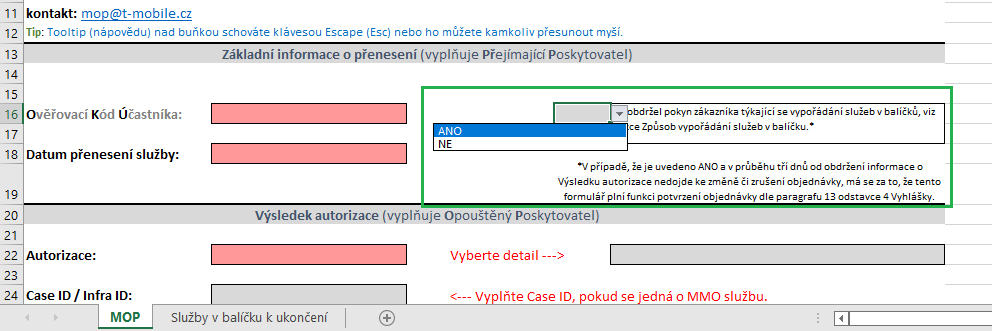 11 kontakt: mop@t-mobile.cz
12 Tip: Tooltip (nápovědu) nad buňkou schováte klávesou Escape (Esc) nebo ho můžete kamkoliv přesunout myší.
13 Základní informace o přenesení (vyplňuje Přejímající Poskytovatel)
14
15
16 Ověřovací Kód Účastníka: obdržel pokyn zákazníka týkající se vypořádání služeb v balíčků, viz
ce Způsob vypořádání služeb v balíčku.*
ANO
17
NE
18 Datum přenesení služby:
*V případě, že je uvedeno ANO a v průběhu tří dnů od obdržení informace o
Výsledku autorizace nedojde ke změně či zrušení objednávky, má se za to, že tento
19 formulář plní funkci potvrzení objednávky dle paragrafu 13 odstavce 4 Vyhlášky.
20 Výsledek autorizace (vyplňuje Opouštěný Poskytovatel)
21
22 Autorizace: Vyberte detail --->
23
24 Case ID / Infra ID: <--- Vyplňte Case ID, pokud se jedná o MMO službu.
MOP Služby v balíčku k ukončení